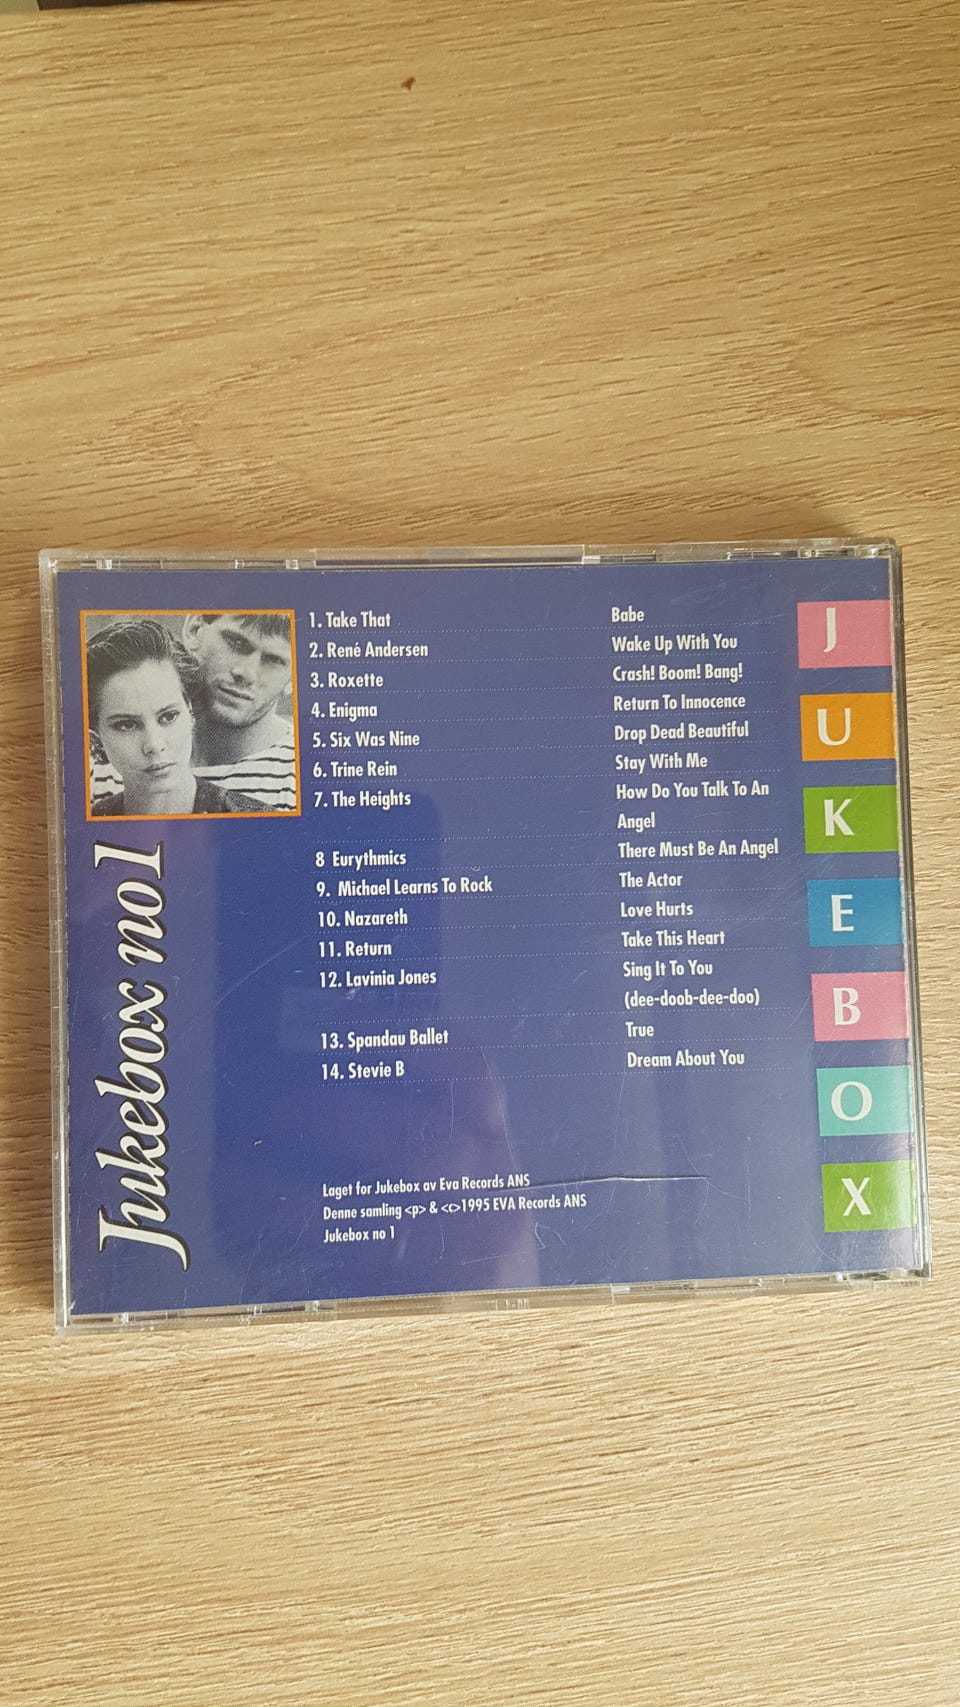 1. Take That Babe
2. René Andersen Wake Up With You
3. Roxette Crash! Boom! Bang!
4. Enigma Return To Innocence
5. Six Was Nine Drop Dead Beautiful
6. Trine Rein Stay With Me
7. The Heights How Do You Talk To An
Angel
8 Eurythmics There Must Be An Angel
9. Michael Learns To Rock The Actor
10. Nazareth Love Hurts
11. Return Take This Heart
12. Lavinia Jones Sing It To You
(dee-doob-dee-doo)
13. Spandau Ballet True
14. Stevie B Dream About You
Laget for Jukebox av Eva Records ANS
Denne samling <p> & <c>1995 EVA Records ANS
Jukebox no 1
Jukebox no1
J
U
K
E
B
O
X